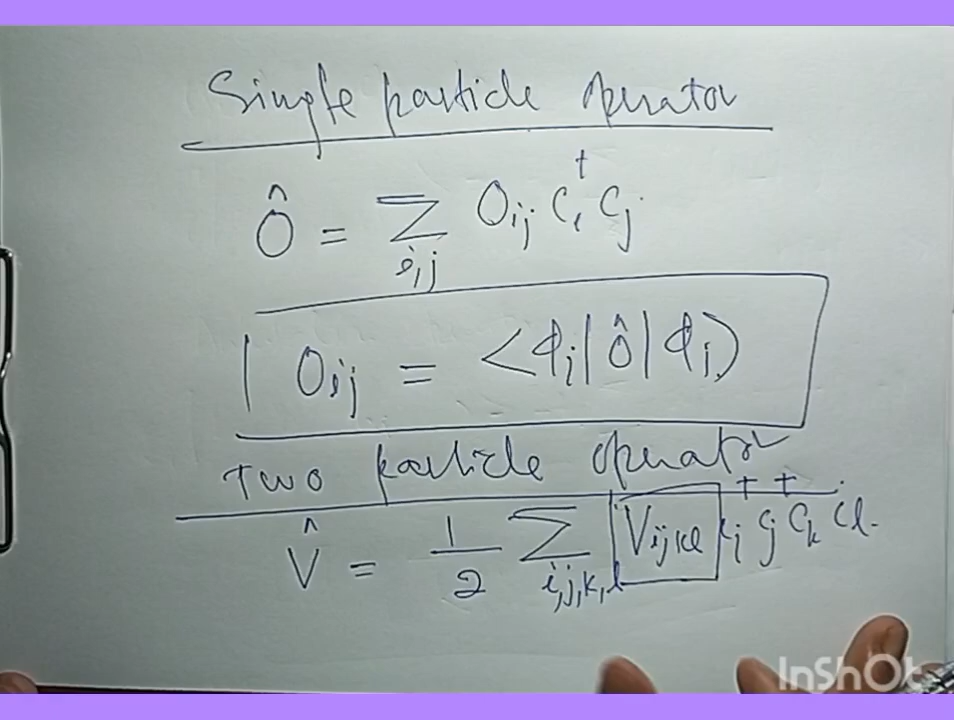 Single particle operator
Ô = Σ_{i,j} O_{ij} C_i^† C_j
O_{ij} = <Φ_i|Ô|Φ_j>
Two particle operator
V̂ = 1/2 Σ_{i,j,k,l} V_{ijkl} C_i^† C_j^† C_k C_l.
InShOt